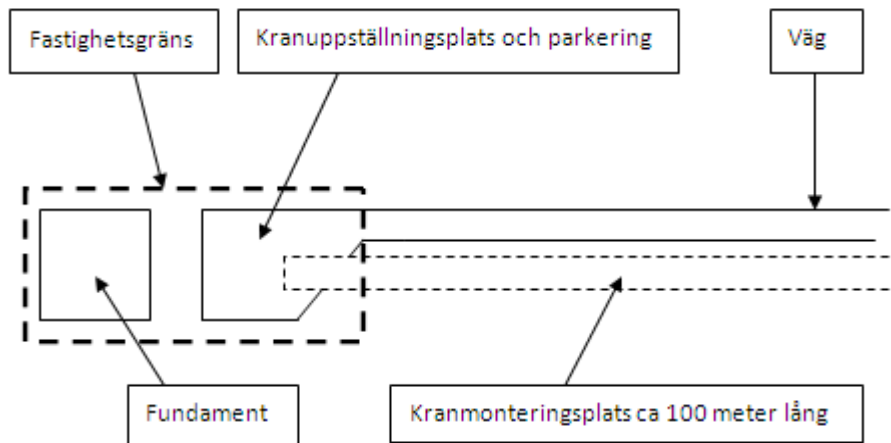 Fastighetsgräns
Kranuppställningsplats och parkering
Väg
Fundament
Kranmonteringsplats ca 100 meter lång